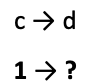 c → d
1 → ?